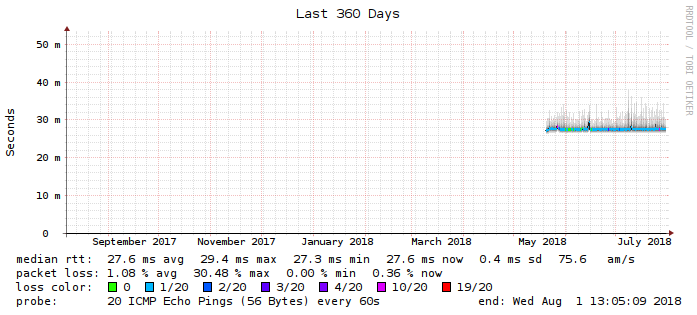 Last 360 Days
RRDTOOL / TOBI OETIKER
Seconds
50 m
40 m
30 m
20 m
10 m
0
September 2017 November 2017 January 2018 March 2018 May 2018 July 2018
median rtt: 27.6 ms avg 29.4 ms max 27.3 ms min 27.6 ms now 0.4 ms sd 75.6 am/s
packet loss: 1.08 % avg 30.48 % max 0.00 % min 0.36 % now
loss color: 0 1/20 2/20 3/20 4/20 10/20 19/20
probe: 20 ICMP Echo Pings (56 Bytes) every 60s end: Wed Aug 1 13:05:09 2018